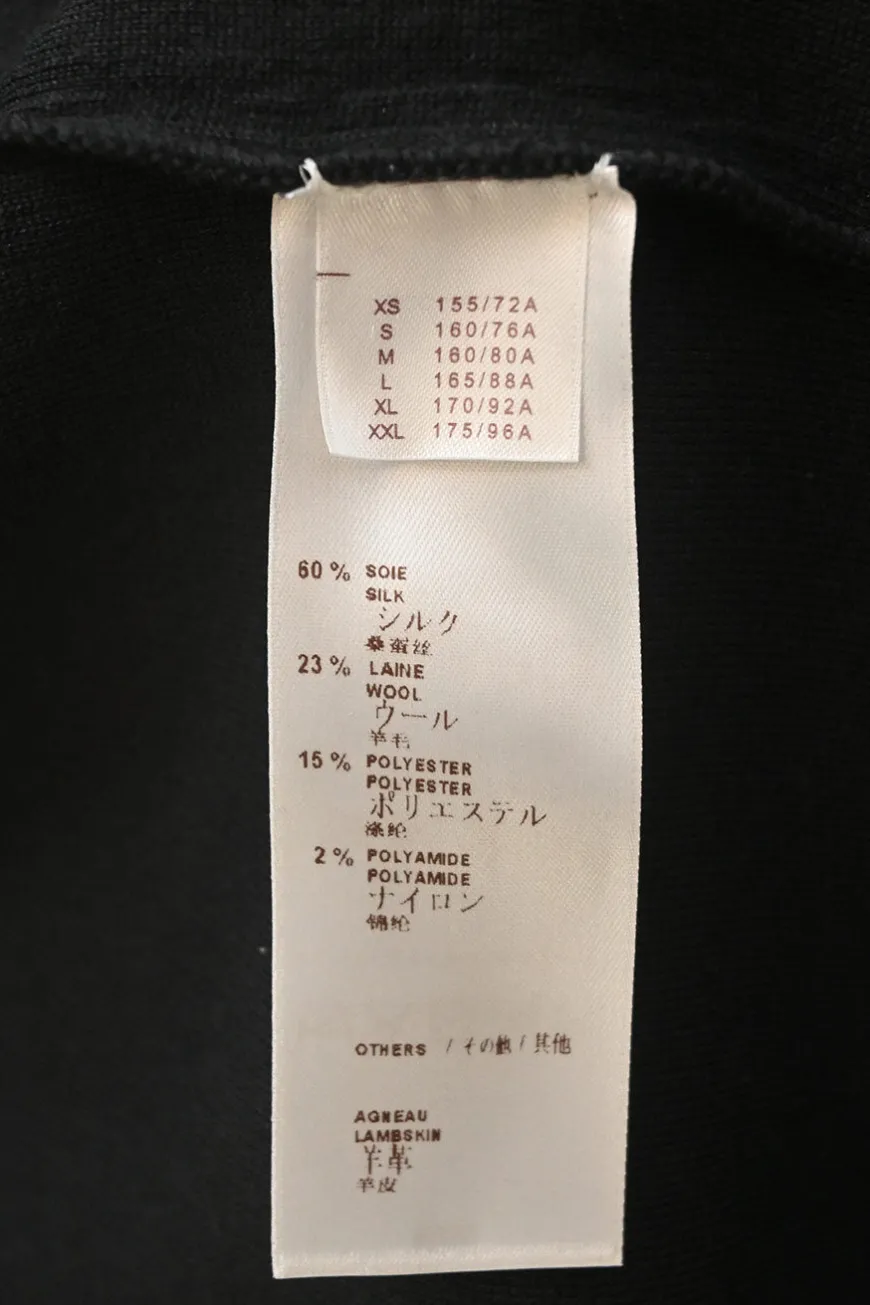 XS 155/72A
S 160/76A
M 160/80A
L 165/88A
XL 170/92A
XXL 175/96A
60 % SOIE
SILK
シルク
桑蚕丝
23 % LAINE
WOOL
ウール
羊毛
15 % POLYESTER
POLYESTER
ポリエステル
涤纶
2 % POLYAMIDE
POLYAMIDE
ナイロン
锦纶
OTHERS / その他 / 其他
AGNEAU
LAMBSKIN
羊革
羊皮